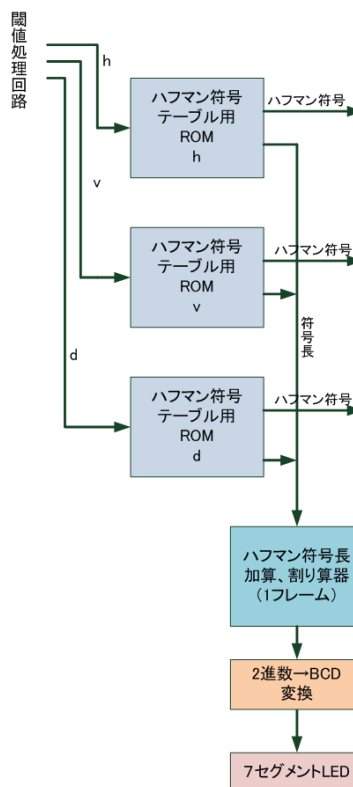 閾値処理回路
h
v
d
ハフマン符号
テーブル用
ROM
h
ハフマン符号
ハフマン符号
テーブル用
ROM
v
ハフマン符号
符号長
ハフマン符号
テーブル用
ROM
d
ハフマン符号
ハフマン符号長
加算、割り算器
(1フレーム)
2進数→BCD
変換
7セグメントLED